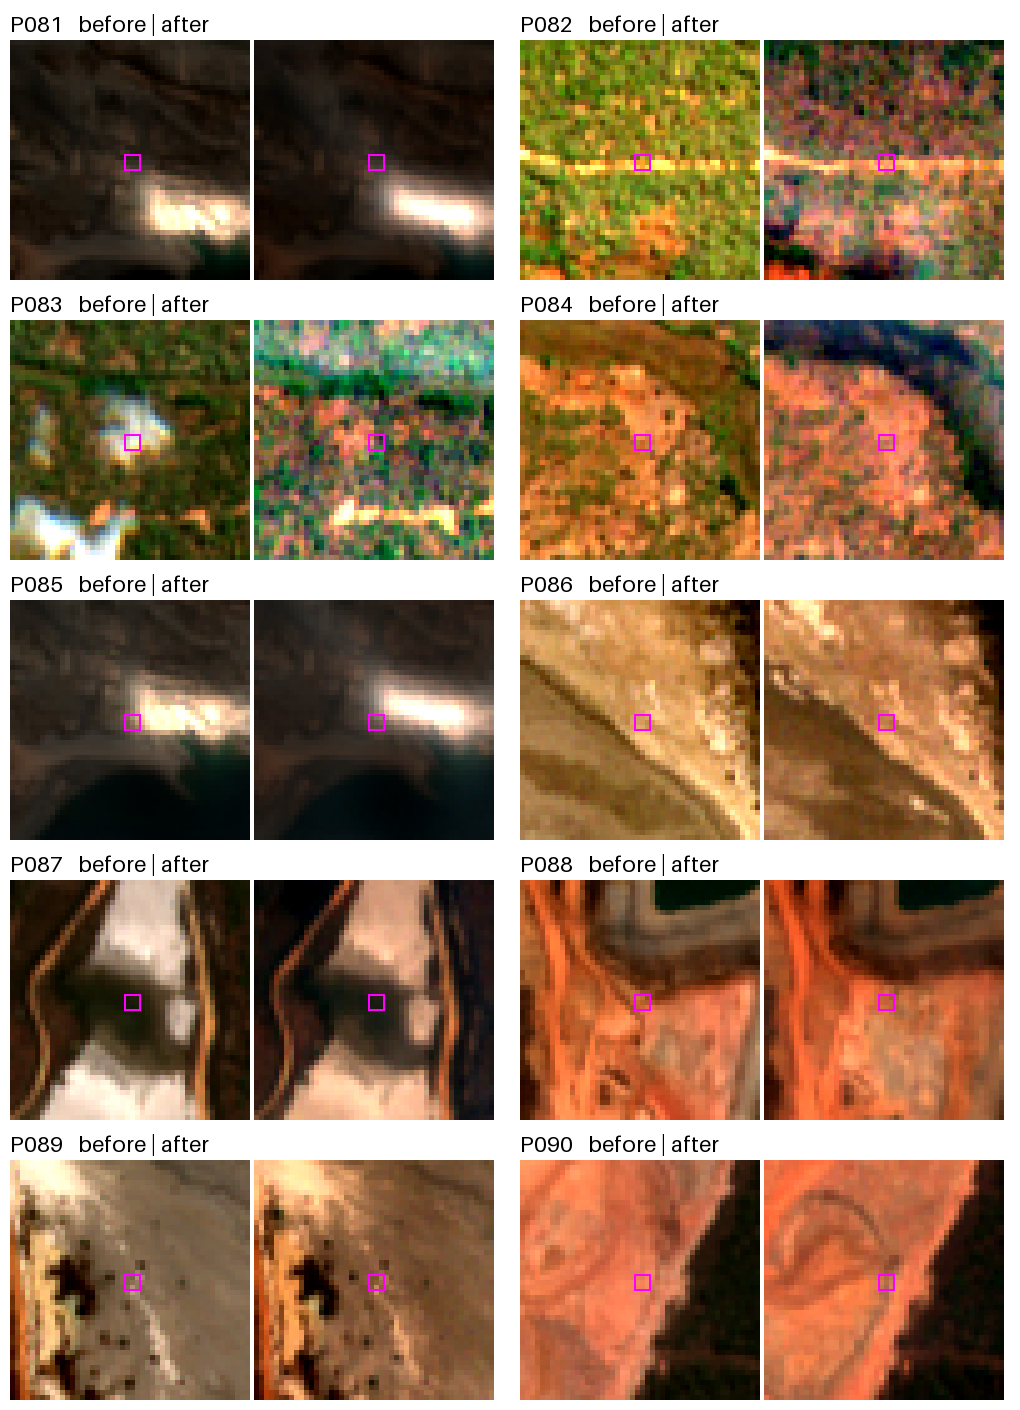 P081 before | after
P082 before | after
P083 before | after
P084 before | after
P085 before | after
P086 before | after
P087 before | after
P088 before | after
P089 before | after
P090 before | after